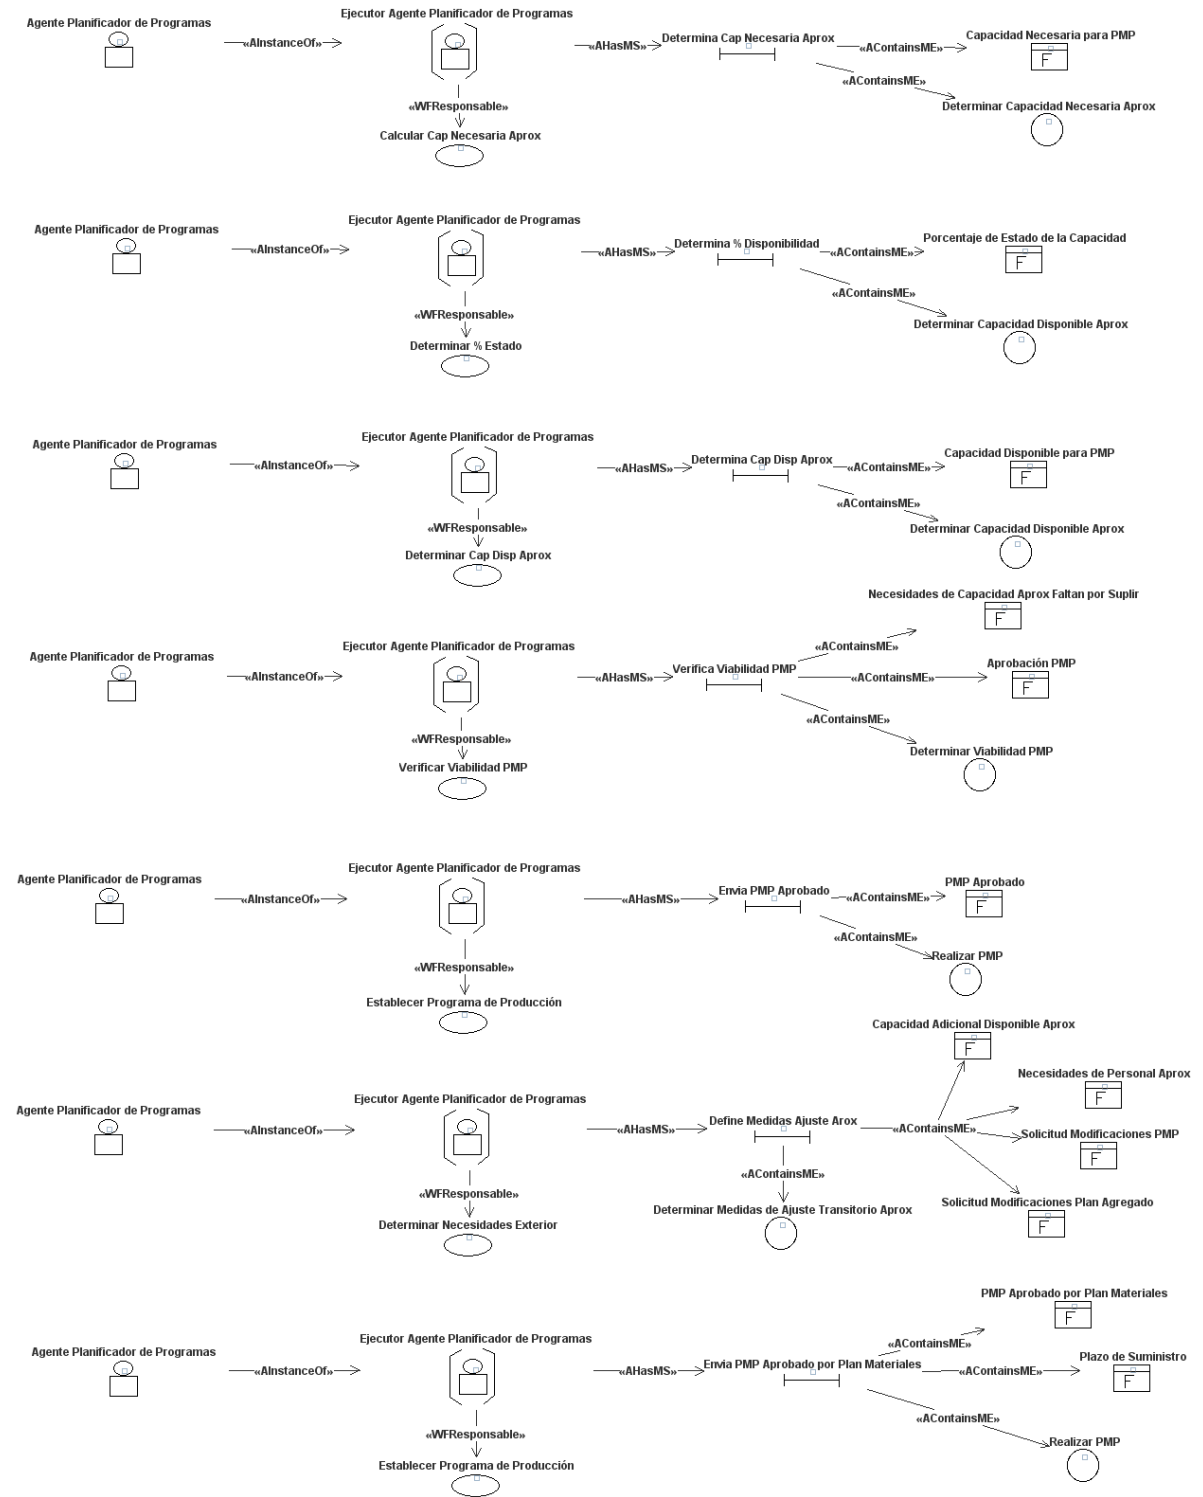 Agente Planificador de Programas
«AInstanceOf»
Ejecutor Agente Planificador de Programas
«WFResponsable»
Calcular Cap Necesaria Aprox
«AHasMS»
Determina Cap Necesaria Aprox
«AContainsME»
Capacidad Necesaria para PMP
F
«AContainsME»
Determinar Capacidad Necesaria Aprox
Agente Planificador de Programas
«AInstanceOf»
Ejecutor Agente Planificador de Programas
«WFResponsable»
Determinar % Estado
«AHasMS»
Determina % Disponibilidad
«AContainsME»
Porcentaje de Estado de la Capacidad
F
«AContainsME»
Determinar Capacidad Disponible Aprox
Agente Planificador de Programas
«AInstanceOf»
Ejecutor Agente Planificador de Programas
«WFResponsable»
Determinar Cap Disp Aprox
«AHasMS»
Determina Cap Disp Aprox
«AContainsME»
Capacidad Disponible para PMP
F
«AContainsME»
Determinar Capacidad Disponible Aprox
Agente Planificador de Programas
«AInstanceOf»
Ejecutor Agente Planificador de Programas
«WFResponsable»
Verificar Viabilidad PMP
«AHasMS»
Verifica Viabilidad PMP
«AContainsME»
Necesidades de Capacidad Aprox Faltan por Suplir
F
«AContainsME»
Aprobación PMP
F
«AContainsME»
Determinar Viabilidad PMP
Agente Planificador de Programas
«AInstanceOf»
Ejecutor Agente Planificador de Programas
«WFResponsable»
Establecer Programa de Producción
«AHasMS»
Envia PMP Aprobado
«AContainsME»
PMP Aprobado
F
«AContainsME»
Realizar PMP
Agente Planificador de Programas
«AInstanceOf»
Ejecutor Agente Planificador de Programas
«WFResponsable»
Determinar Necesidades Exterior
«AHasMS»
Define Medidas Ajuste Arox
«AContainsME»
Determinar Medidas de Ajuste Transitorio Aprox
«AContainsME»
Capacidad Adicional Disponible Aprox
F
Necesidades de Personal Aprox
F
Solicitud Modificaciones PMP
F
Solicitud Modificaciones Plan Agregado
F
Agente Planificador de Programas
«AInstanceOf»
Ejecutor Agente Planificador de Programas
«WFResponsable»
Establecer Programa de Producción
«AHasMS»
Envia PMP Aprobado por Plan Materiales
«AContainsME»
PMP Aprobado por Plan Materiales
F
«AContainsME»
Plazo de Suministro
F
«AContainsME»
Realizar PMP